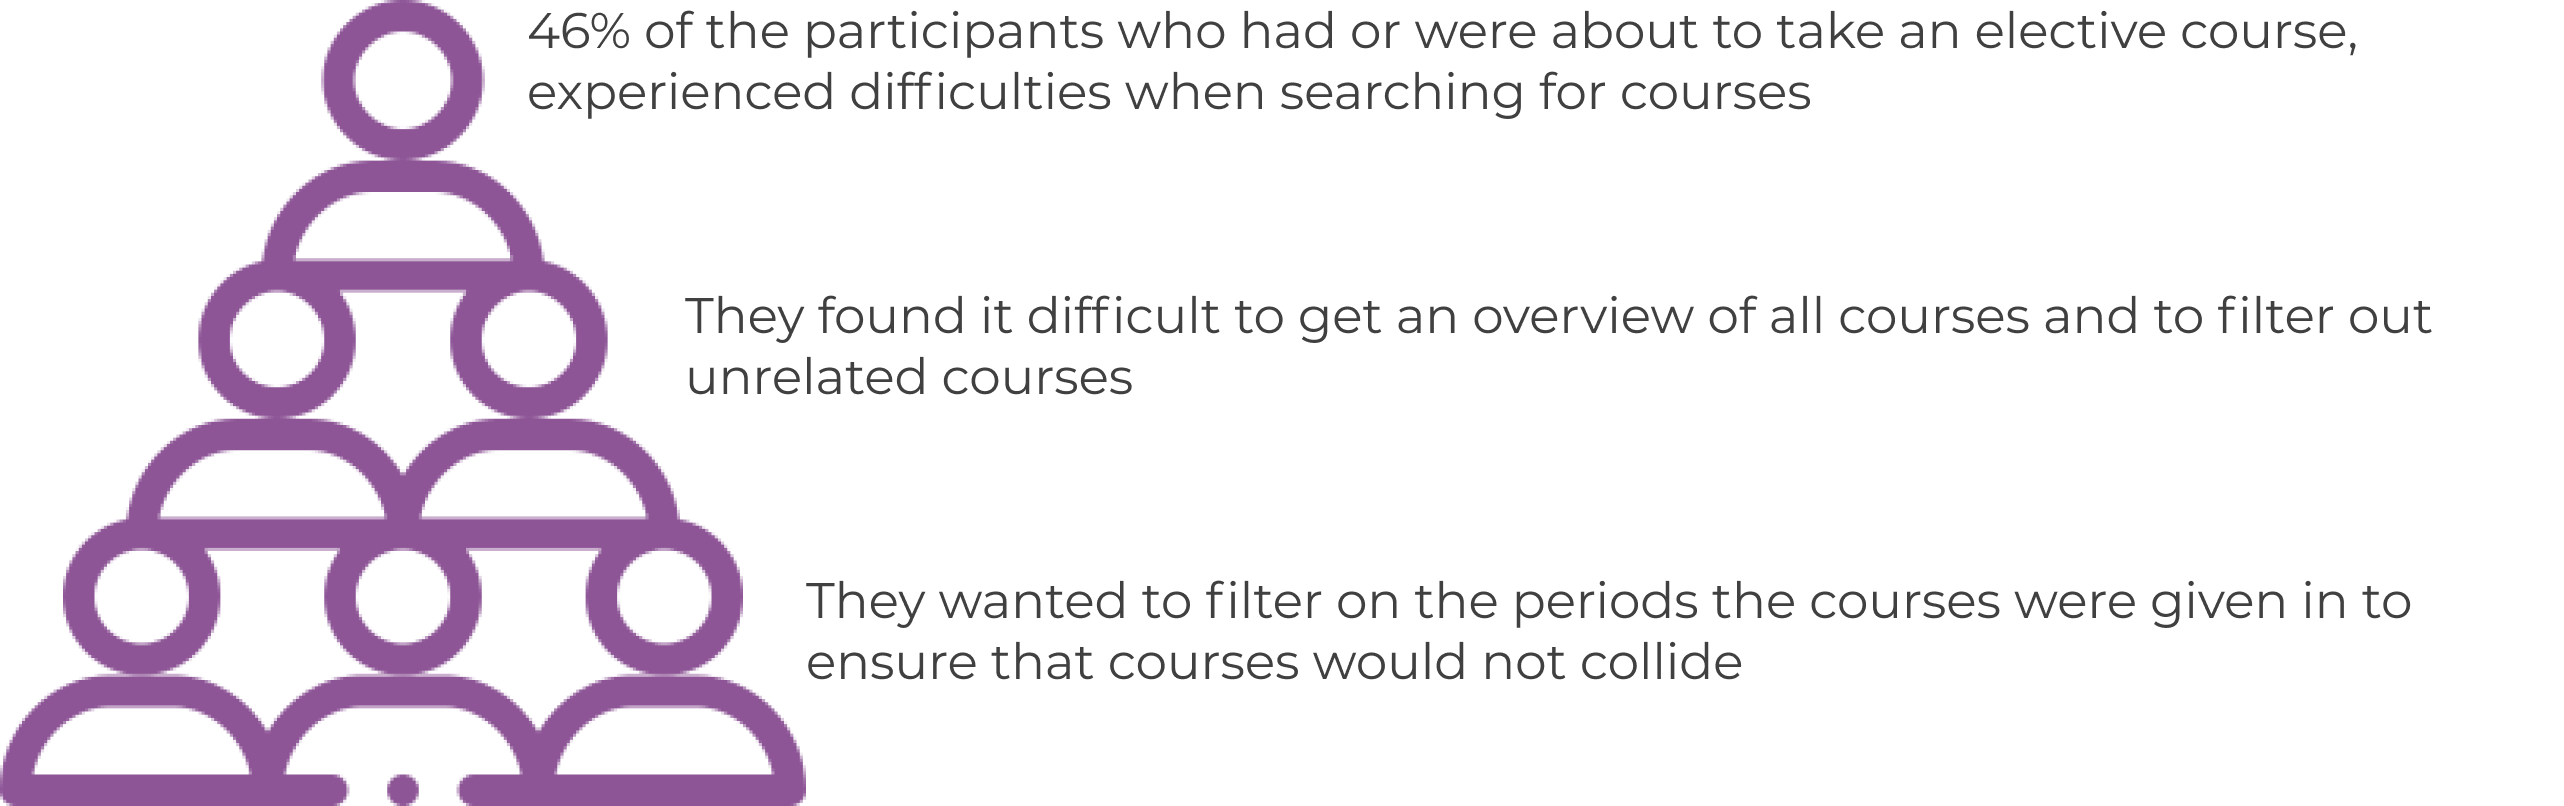 46% of the participants who had or were about to take an elective course,
experienced difficulties when searching for courses
They found it difficult to get an overview of all courses and to filter out
unrelated courses
They wanted to filter on the periods the courses were given in to
ensure that courses would not collide